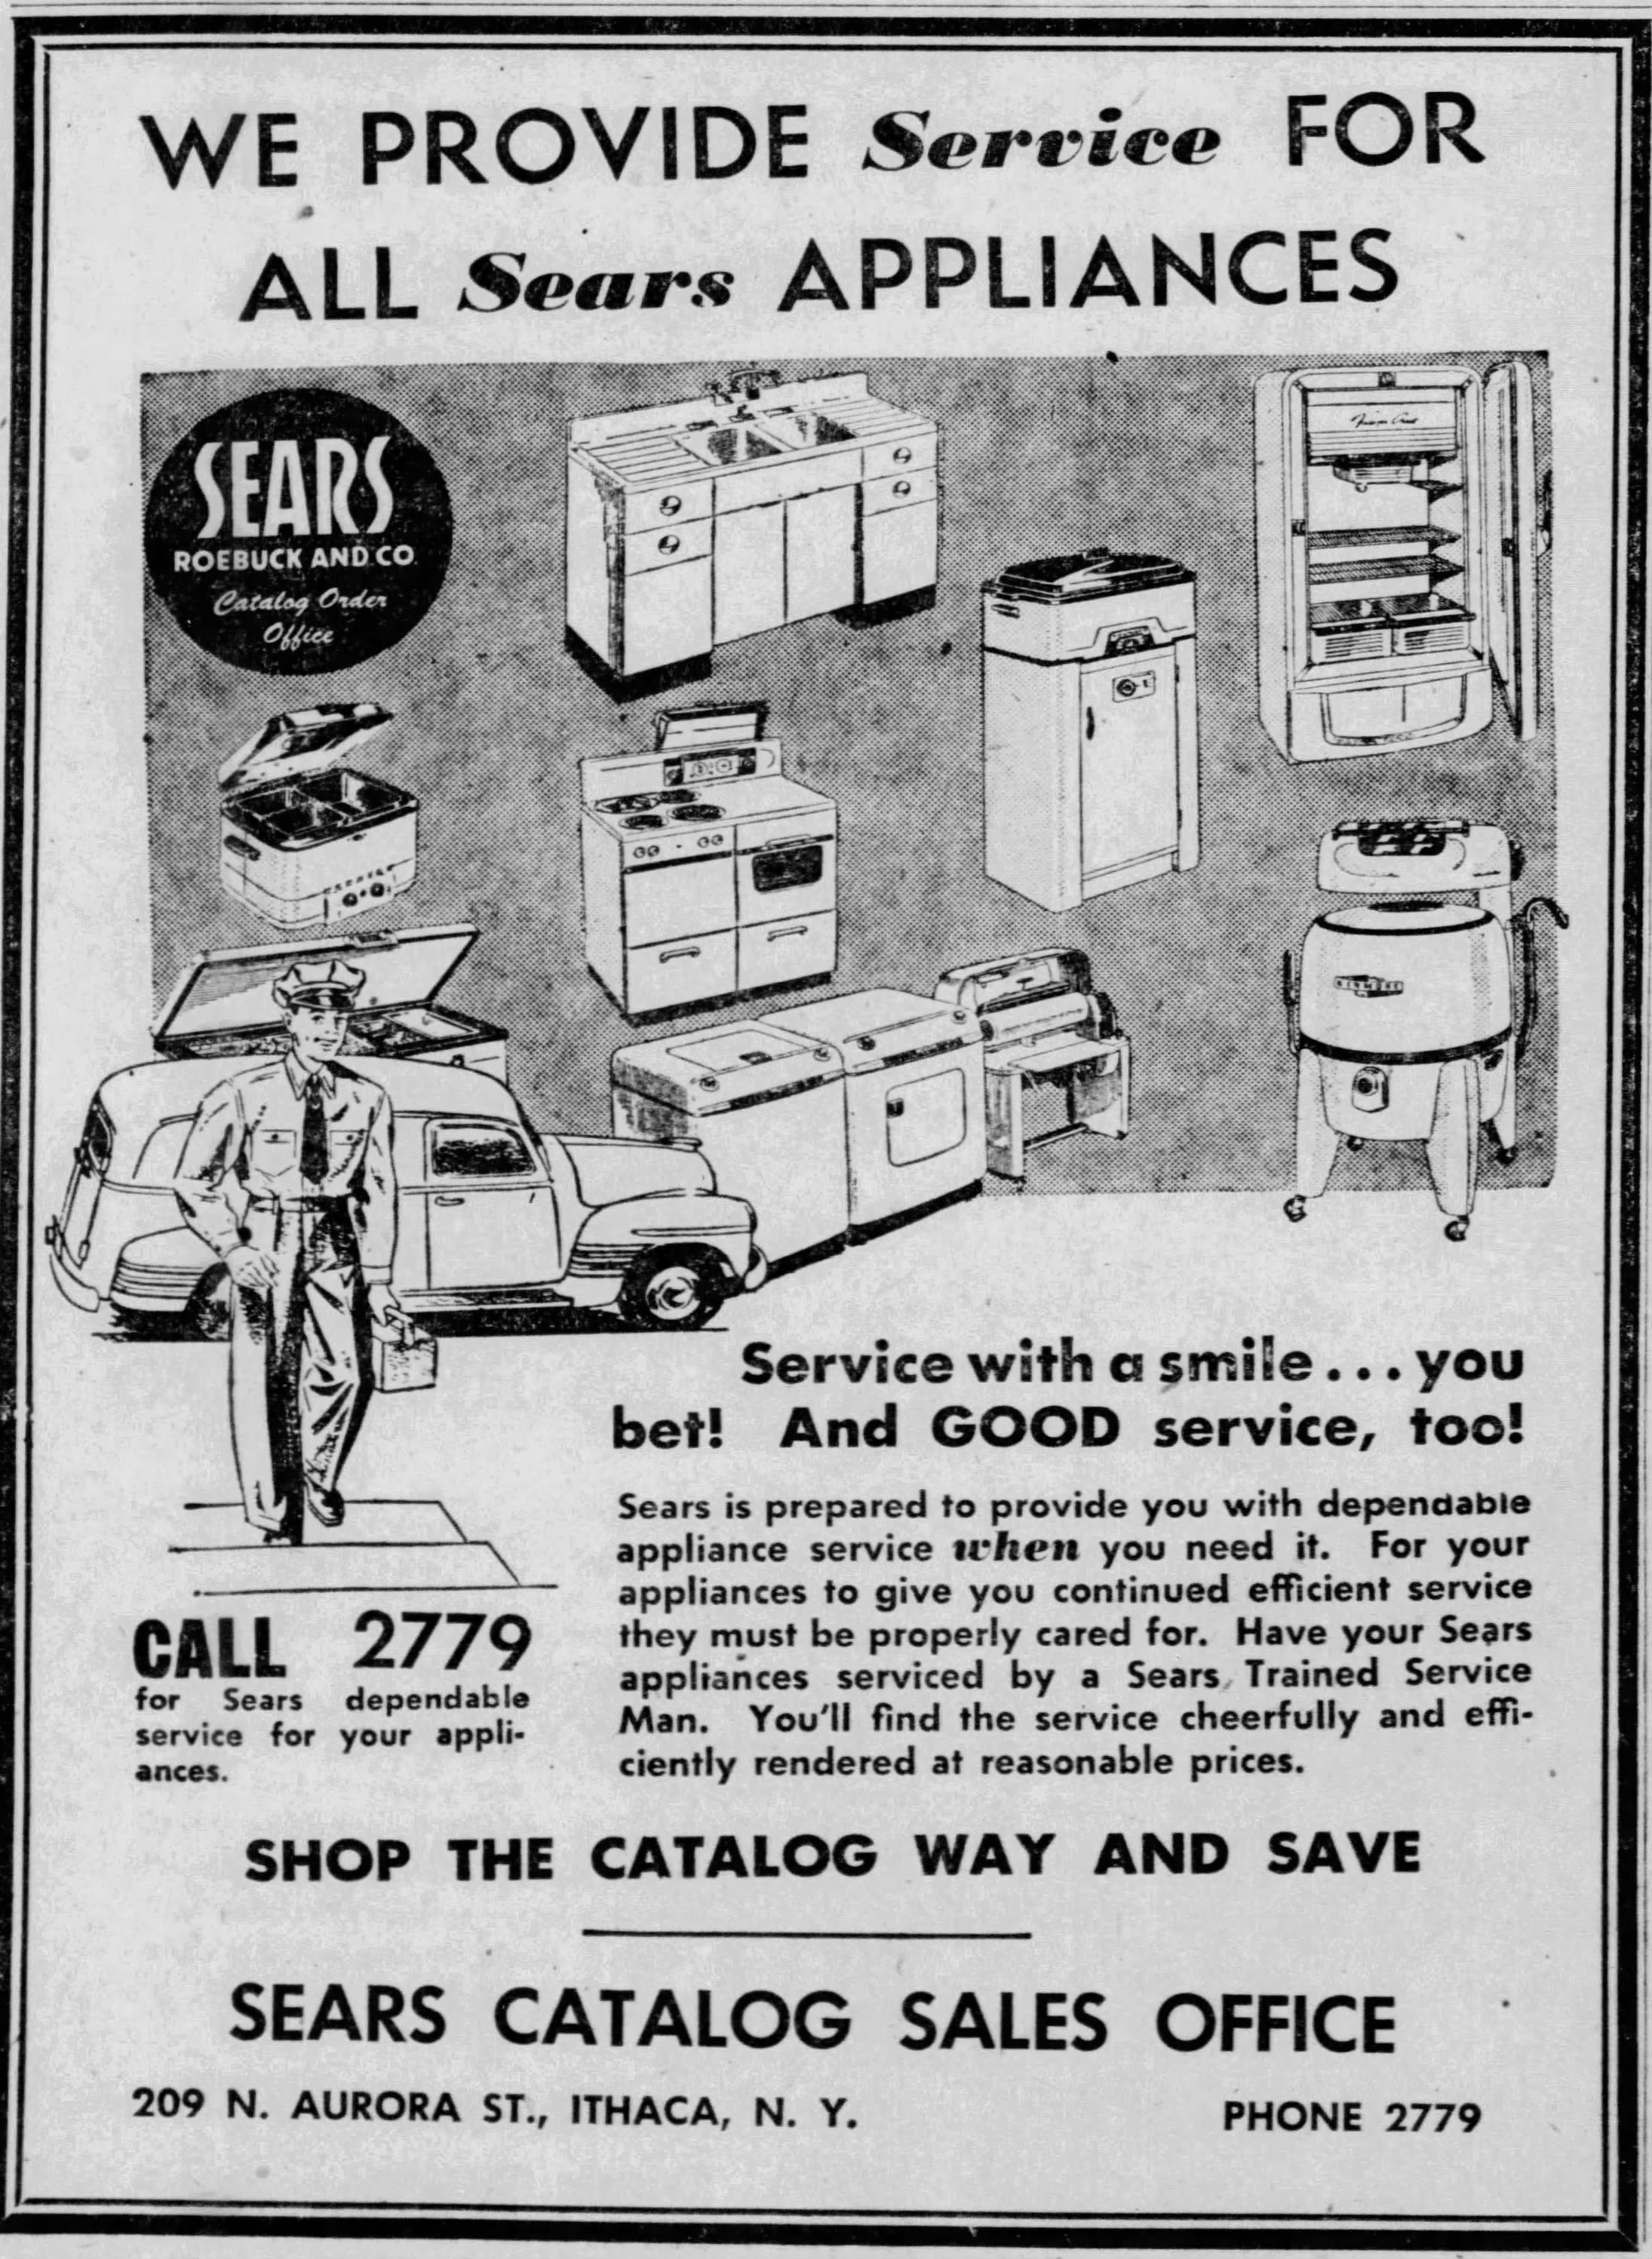 WE PROVIDE Service FOR
ALL Sears APPLIANCES
SEARS
ROEBUCK AND CO.
Catalog Order
Office
KENMORE
Service with a smile... you
bet! And GOOD service, too!
Sears is prepared to provide you with dependable
appliance service when you need it. For your
appliances to give you continued efficient service
they must be properly cared for. Have your Sears
appliances serviced by a Sears Trained Service
Man. You'll find the service cheerfully and effi-
ciently rendered at reasonable prices.
CALL 2779
for Sears dependable
service for your appli-
ances.
SHOP THE CATALOG WAY AND SAVE
SEARS CATALOG SALES OFFICE
209 N. AURORA ST., ITHACA, N. Y.
PHONE 2779